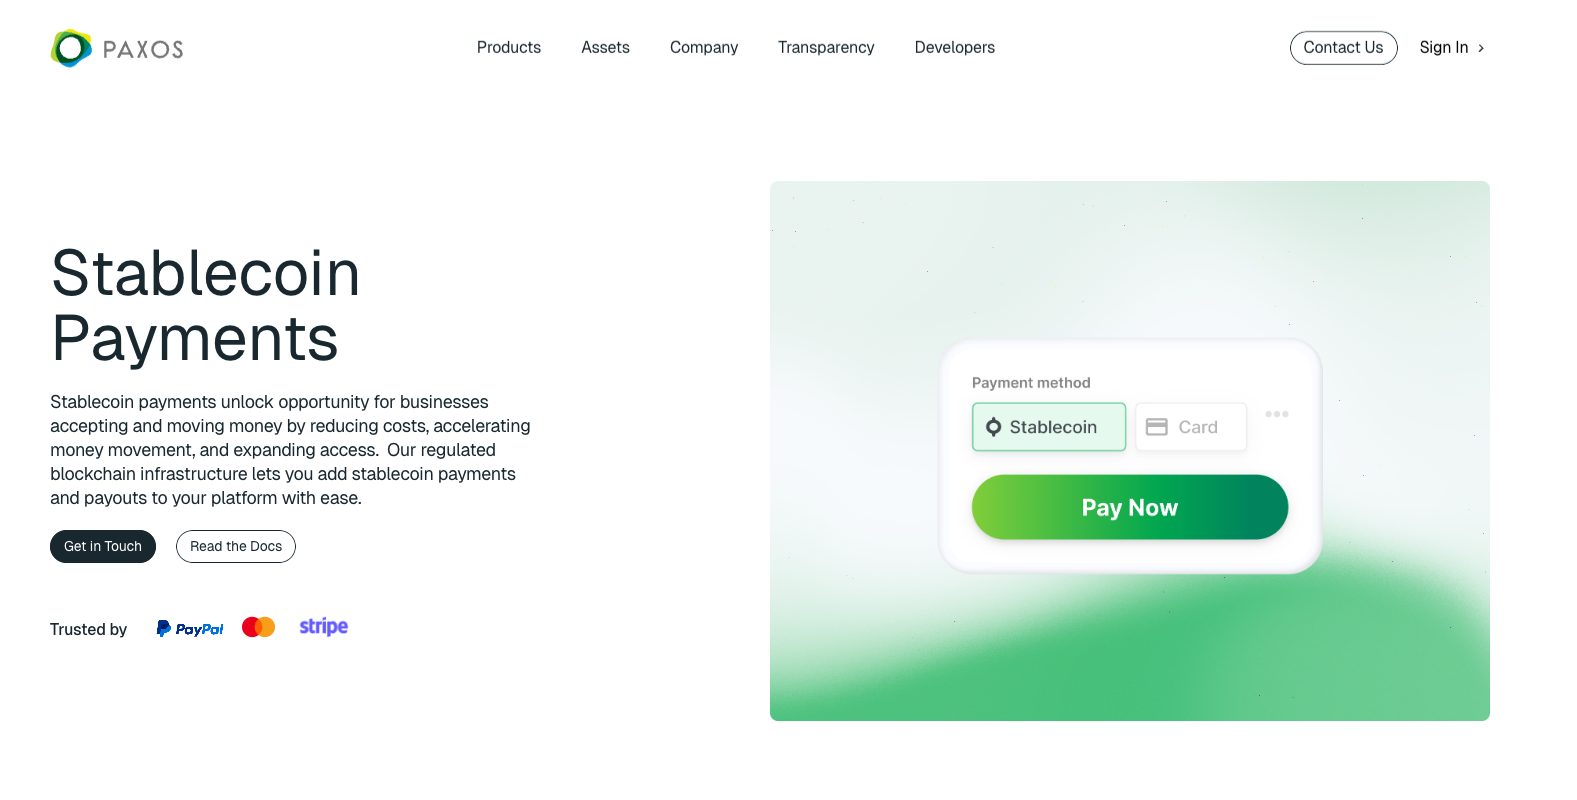 PAXOS
Products
Assets
Company
Transparency
Developers
Contact Us
Sign In
Stablecoin
Payments
Stablecoin payments unlock opportunity for businesses
accepting and moving money by reducing costs, accelerating
money movement, and expanding access. Our regulated
blockchain infrastructure lets you add stablecoin payments
and payouts to your platform with ease.
Get in Touch
Read the Docs
Trusted by
PayPal
stripe
Payment method
Stablecoin
Card
Pay Now